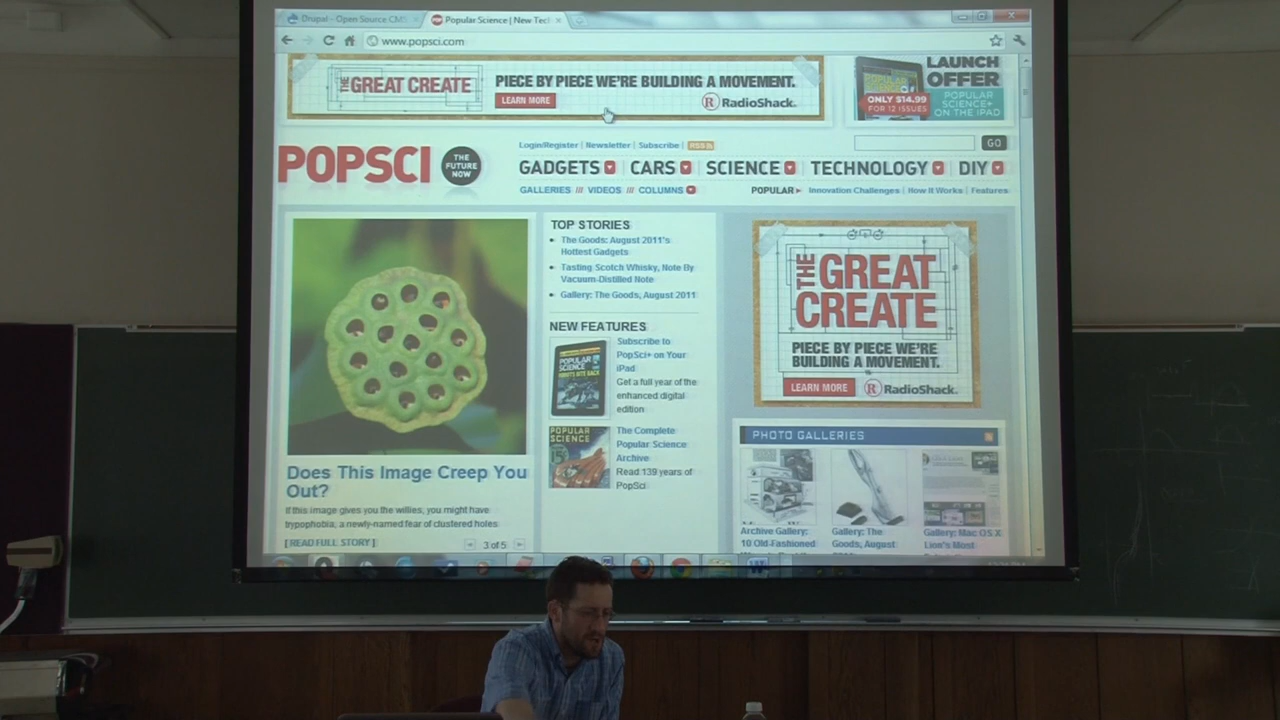 Drupal - Open Source CMS
Popular Science | New Tech
www.popsci.com
THE GREAT CREATE
PIECE BY PIECE WE'RE BUILDING A MOVEMENT.
LEARN MORE
RadioShack.
LAUNCH
OFFER
ONLY $14.99
FOR 12 ISSUES
POPULAR
SCIENCE+
ON THE IPAD
Login/Register | Newsletter | Subscribe | RSS
GO
POPSCI
THE
FUTURE
NOW
GADGETS CARS SCIENCE TECHNOLOGY DIY
GALLERIES /// VIDEOS /// COLUMNS
POPULAR Innovation Challenges | How It Works | Features
Does This Image Creep You
Out?
If this image gives you the willies, you might have
trypophobia, a newly-named fear of clustered holes
[ READ FULL STORY ]
3 of 5
TOP STORIES
The Goods: August 2011's
Hottest Gadgets
Tasting Scotch Whisky, Note By
Vacuum-Distilled Note
Gallery: The Goods, August 2011
NEW FEATURES
POPULAR
SCIENCE
Subscribe to
PopSci+ on Your
iPad
Get a full year of the
enhanced digital
edition
POPULAR
SCIENCE
15¢
The Complete
Popular Science
Archive
Read 139 years of
PopSci
THE GREAT
CREATE
PIECE BY PIECE WE'RE
BUILDING A MOVEMENT.
LEARN MORE
RadioShack.
PHOTO GALLERIES
Archive Gallery:
10 Old-Fashioned
Gallery: The
Goods, August
Gallery: Mac OS X
Lion's Most